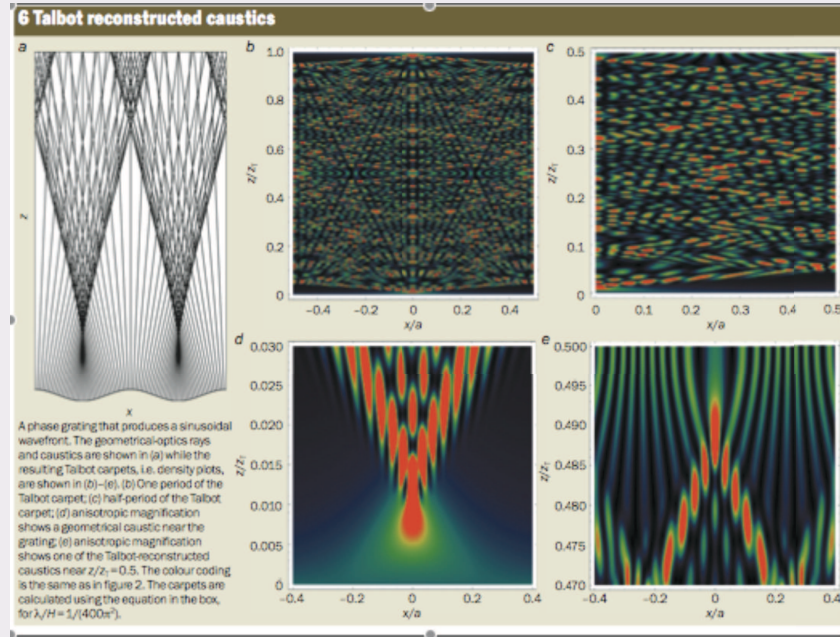 6 Talbot reconstructed caustics
a
z
x
b
1.0
0.8
0.6
0.4
0.2
0
z/zT
−0.4 −0.2 0 0.2 0.4
x/a
c
0.5
0.4
0.3
0.2
0.1
0
z/zT
0 0.1 0.2 0.3 0.4 0.5
x/a
d
0.030
0.025
0.020
0.015
0.010
0.005
0
z/zT
−0.4 −0.2 0 0.2 0.4
x/a
e
0.500
0.495
0.490
0.485
0.480
0.475
0.470
z/zT
−0.4 −0.2 0 0.2 0.4
x/a
A phase grating that produces a sinusoidal
wavefront. The geometrical-optics rays
and caustics are shown in (a) while the
resulting Talbot carpets, i.e. density plots,
are shown in (b)–(e). (b) One period of the
Talbot carpet; (c) half-period of the Talbot
carpet; (d) anisotropic magnification
shows a geometrical caustic near the
grating; (e) anisotropic magnification
shows one of the Talbot-reconstructed
caustics near z/zT = 0.5. The colour coding
is the same as in figure 2. The carpets are
calculated using the equation in the box,
for λ/H = 1/(400π²).